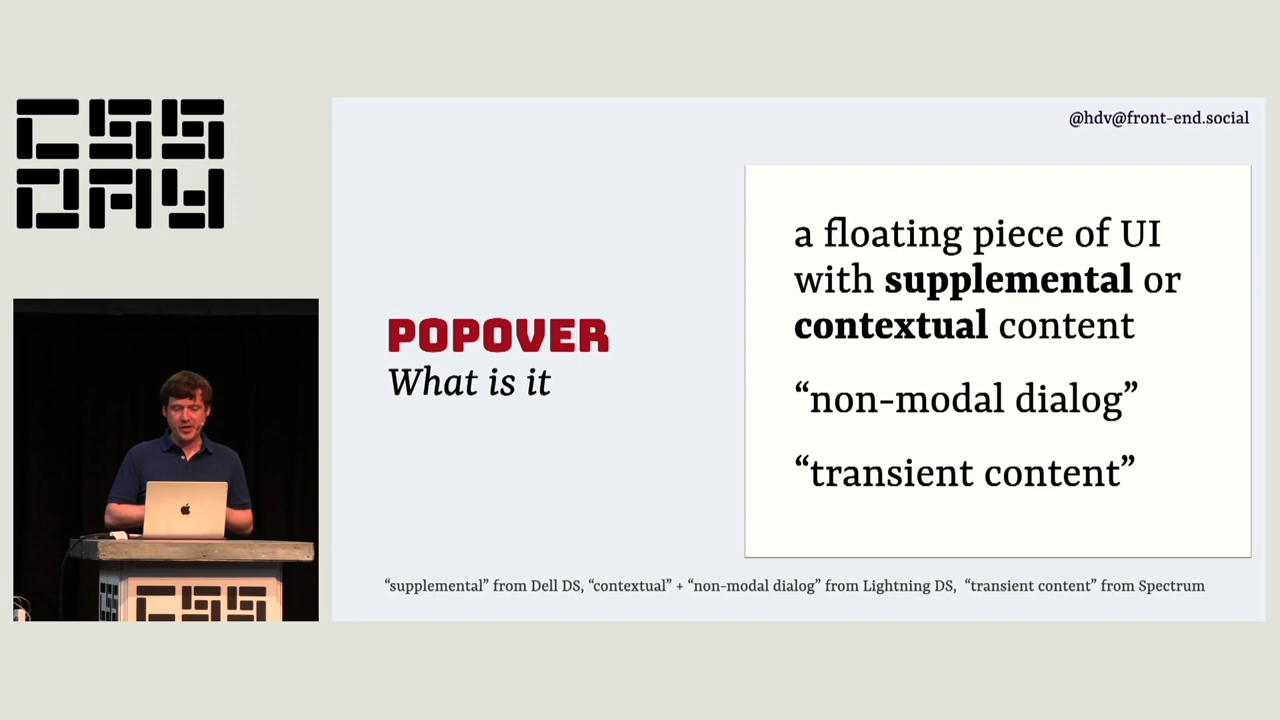 CSS
DAY
@hdv@front-end.social
POPOVER
What is it
a floating piece of UI
with supplemental or
contextual content
“non-modal dialog”
“transient content”
“supplemental” from Dell DS, “contextual” + “non-modal dialog” from Lightning DS, “transient content” from Spectrum
CSS